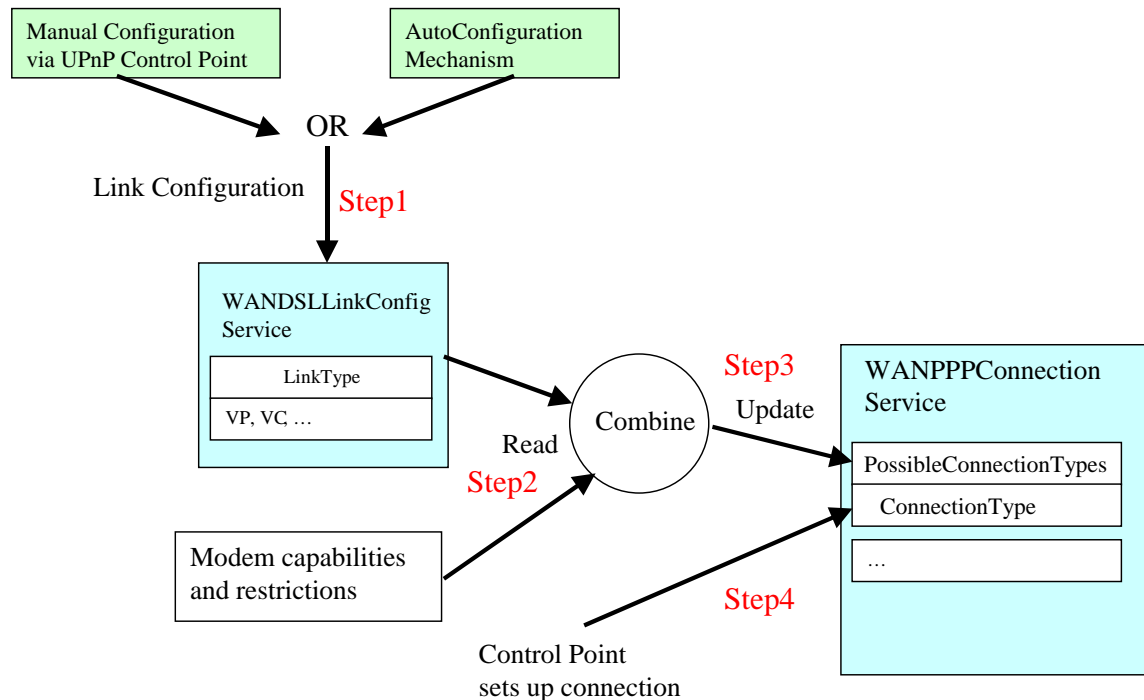 Manual Configuration
via UPnP Control Point
AutoConfiguration
Mechanism
OR
Link Configuration
Step1
WANDSLLinkConfig
Service
LinkType
VP, VC, …
Read
Step2
Combine
Step3
Update
WANPPPConnection
Service
PossibleConnectionTypes
ConnectionType
…
Modem capabilities
and restrictions
Step4
Control Point
sets up connection